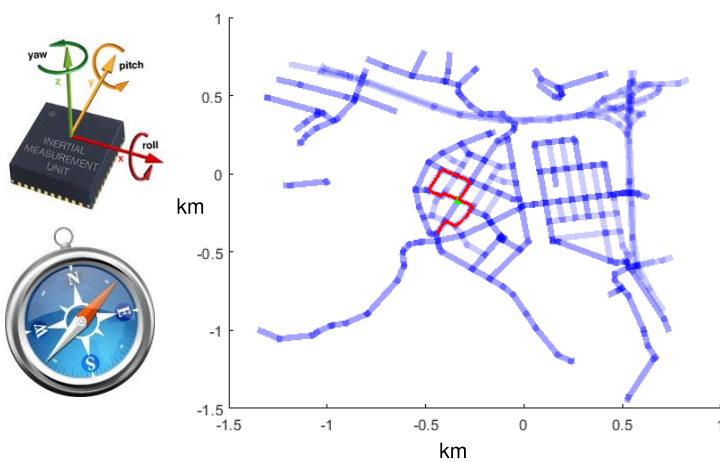 yaw
z
pitch
y
roll
x
INERTIAL
MEASUREMENT
UNIT
N
E
S
W
1
0.5
0
-0.5
-1
-1.5
km
-1.5
-1
-0.5
0
0.5
1
km